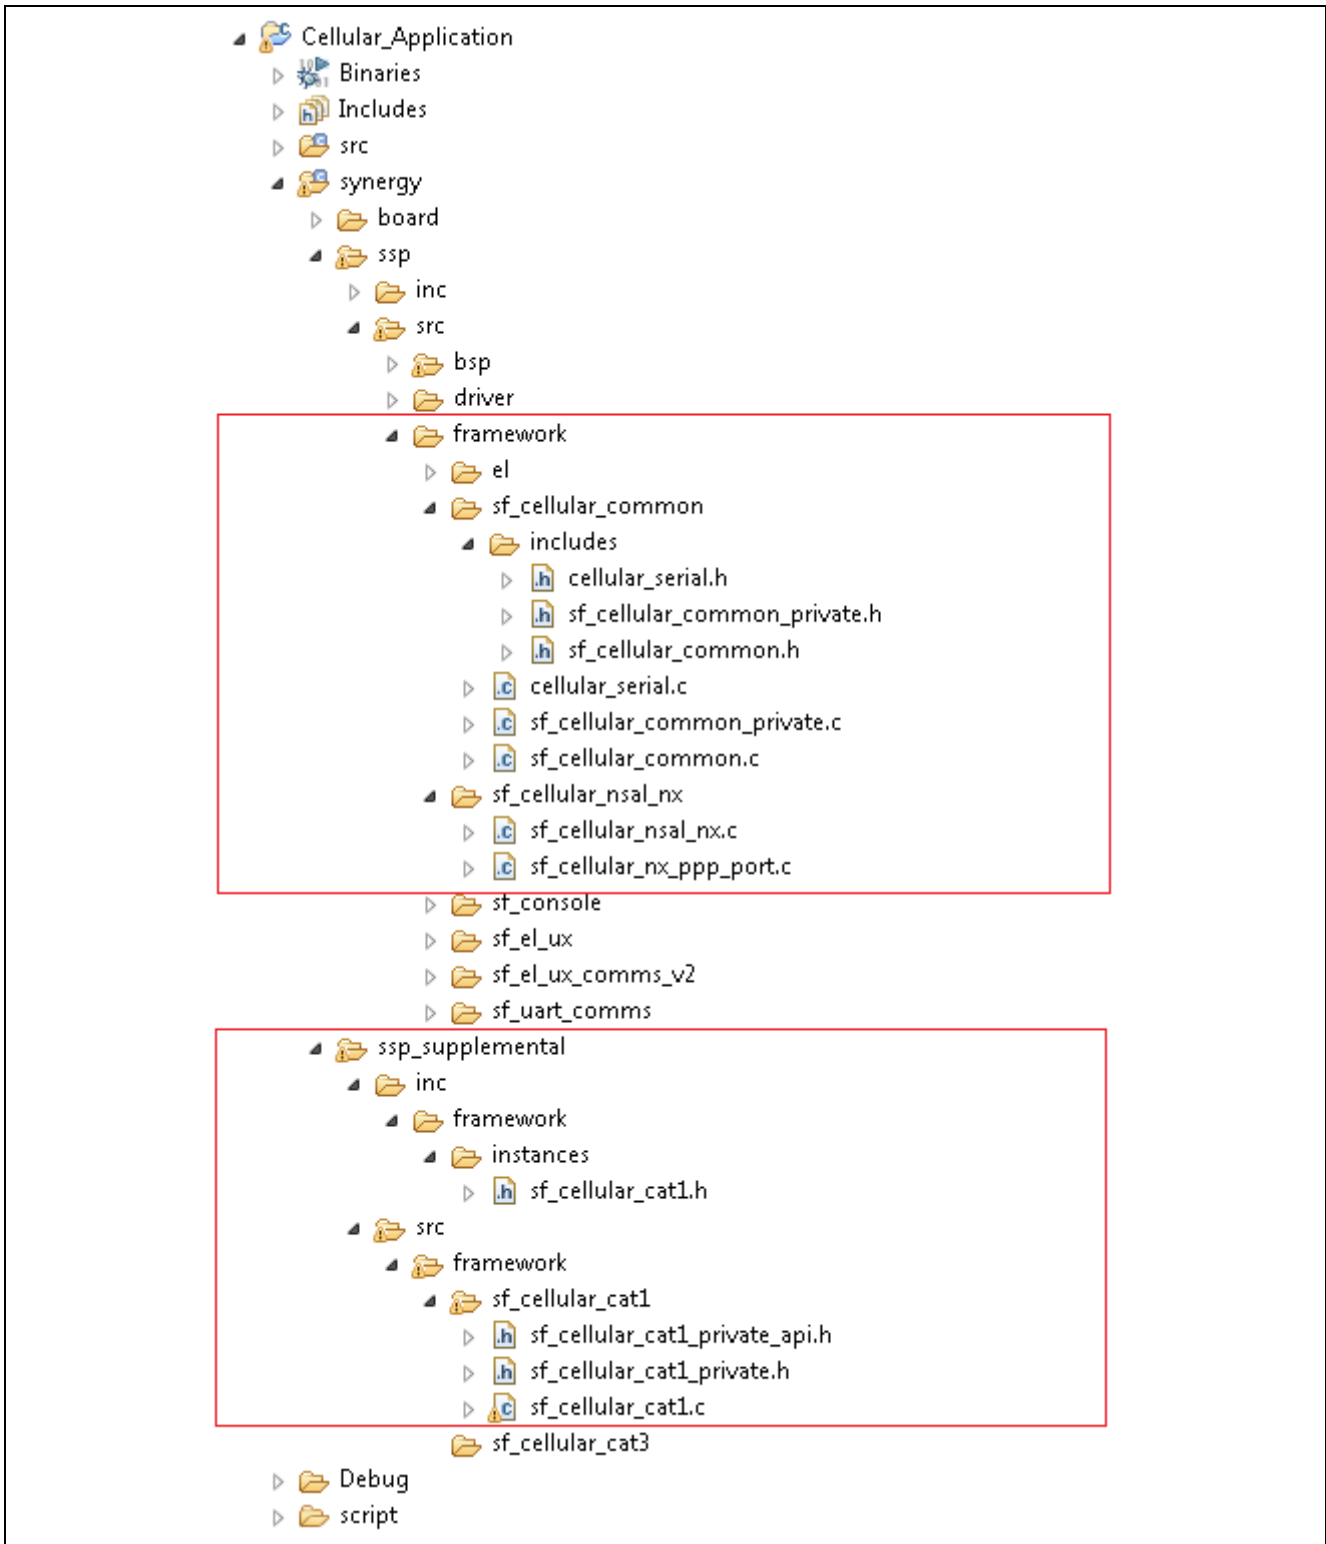 Cellular_Application
Binaries
Includes
src
synergy
board
ssp
inc
src
bsp
driver
framework
el
sf_cellular_common
includes
cellular_serial.h
sf_cellular_common_private.h
sf_cellular_common.h
cellular_serial.c
sf_cellular_common_private.c
sf_cellular_common.c
sf_cellular_nsal_nx
sf_cellular_nsal_nx.c
sf_cellular_nx_ppp_port.c
sf_console
sf_el_ux
sf_el_ux_comms_v2
sf_uart_comms
ssp_supplemental
inc
framework
instances
sf_cellular_cat1.h
src
framework
sf_cellular_cat1
sf_cellular_cat1_private_api.h
sf_cellular_cat1_private.h
sf_cellular_cat1.c
sf_cellular_cat3
Debug
script